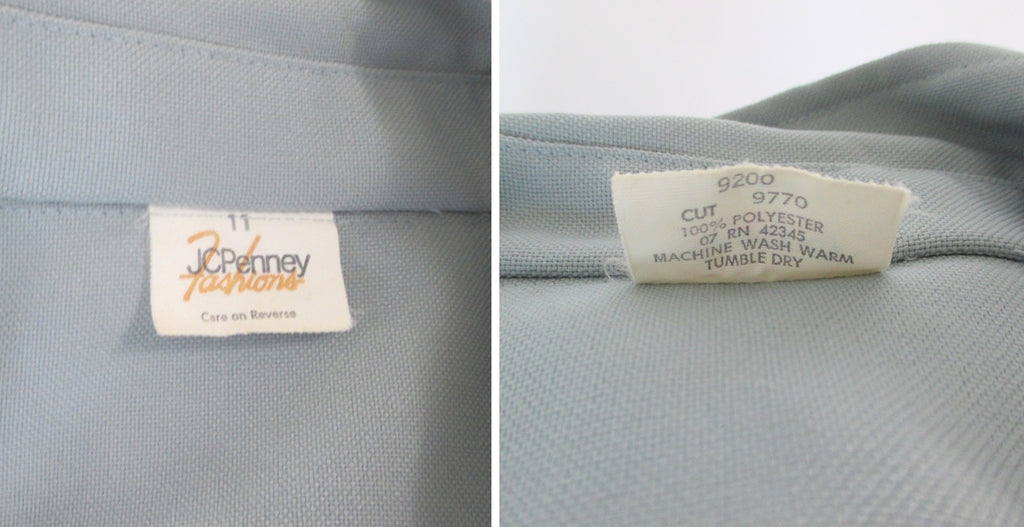 11
JCPenney
Fashions
Care on Reverse
9200
9770
CUT
100% POLYESTER
07 RN 42345
MACHINE WASH WARM
TUMBLE DRY